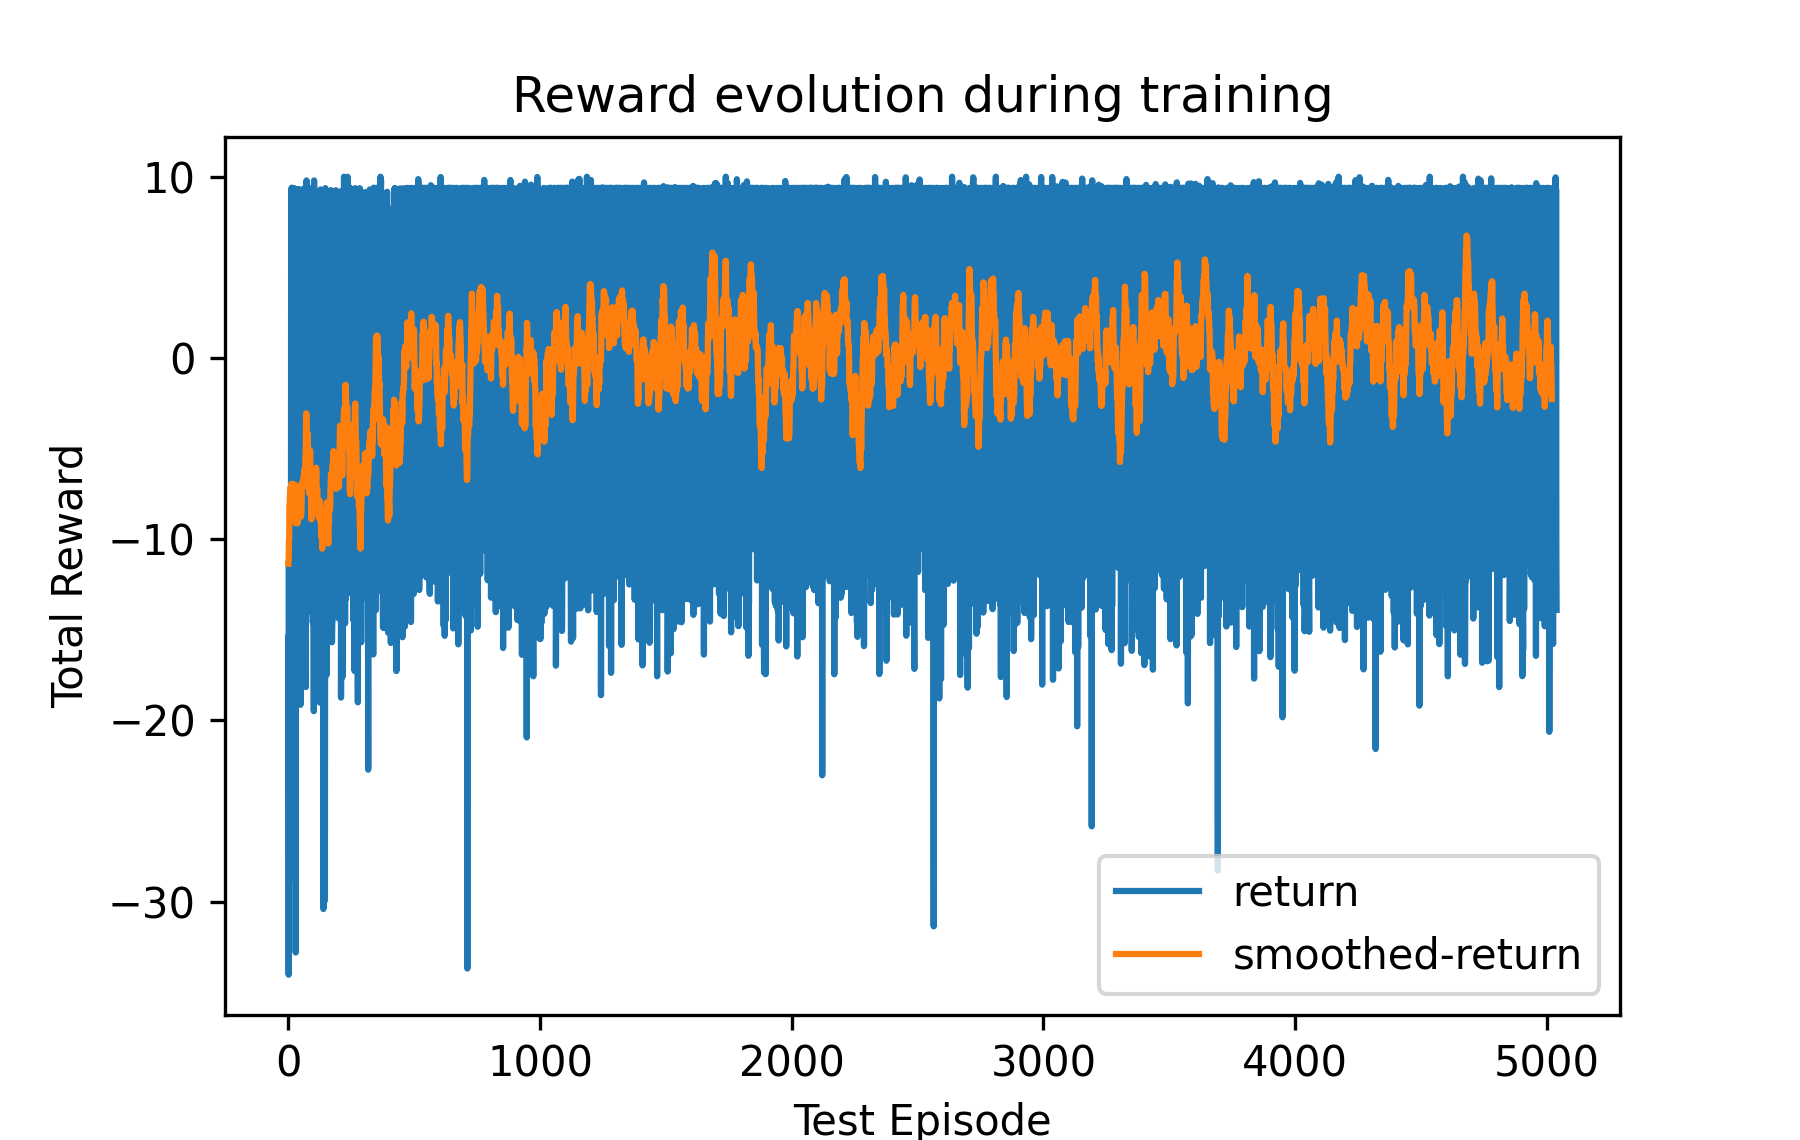 Reward evolution during training
10
0
−10
−20
−30
Total Reward
0 1000 2000 3000 4000 5000
Test Episode
return
smoothed-return